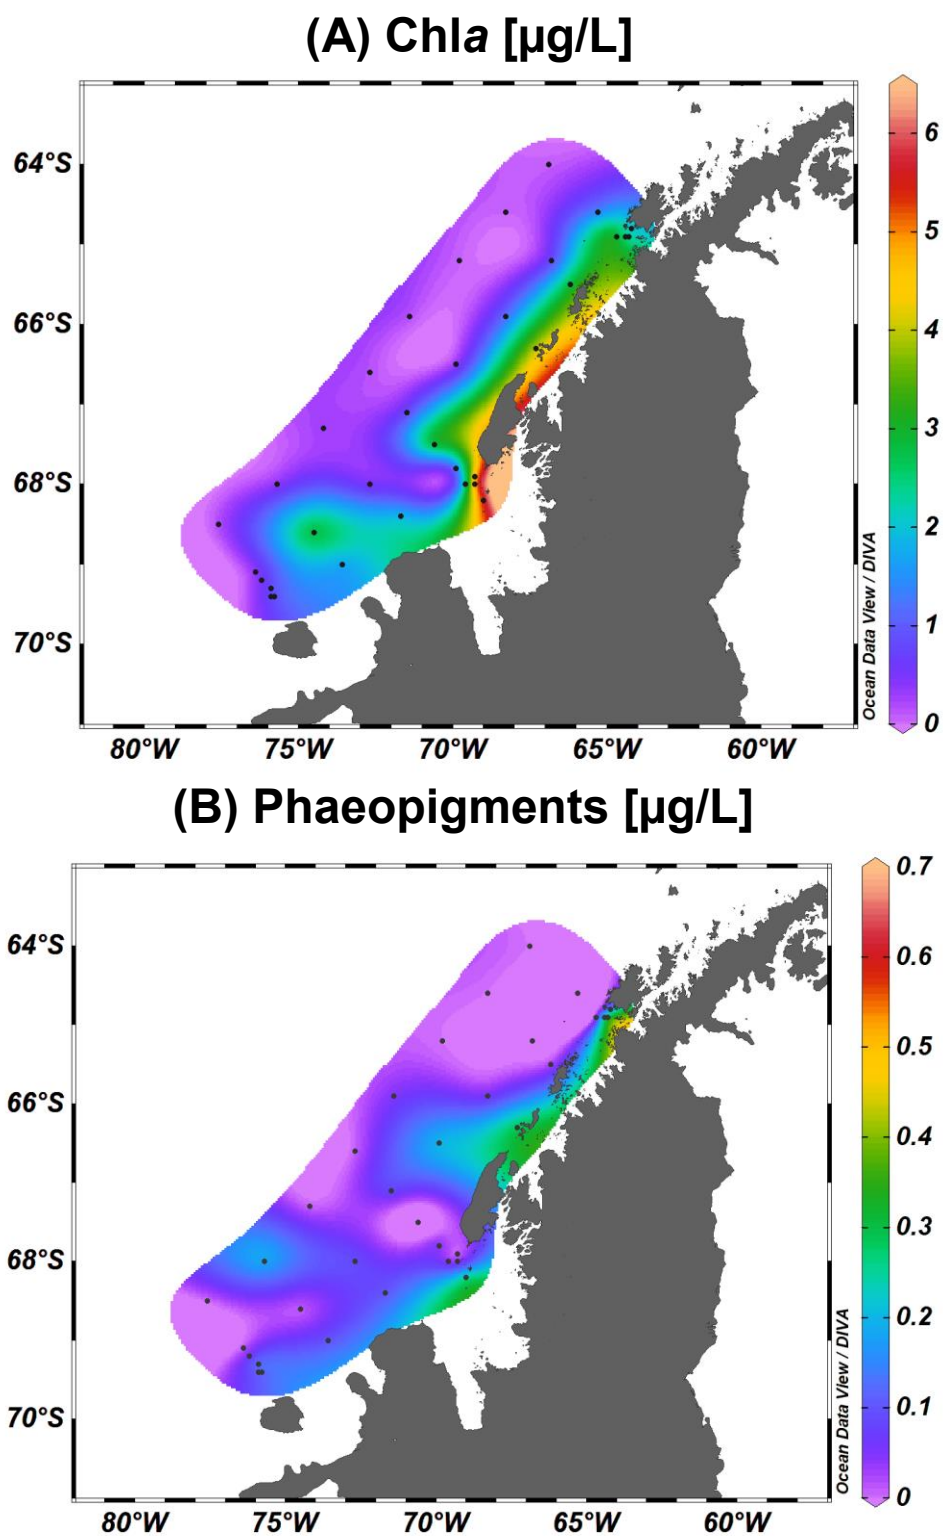 (A) Chla [µg/L]
64°S
66°S
68°S
70°S
80°W 75°W 70°W 65°W 60°W
6
5
4
3
2
1
0
Ocean Data View / DIVA
(B) Phaeopigments [µg/L]
64°S
66°S
68°S
70°S
80°W 75°W 70°W 65°W 60°W
0.7
0.6
0.5
0.4
0.3
0.2
0.1
0
Ocean Data View / DIVA